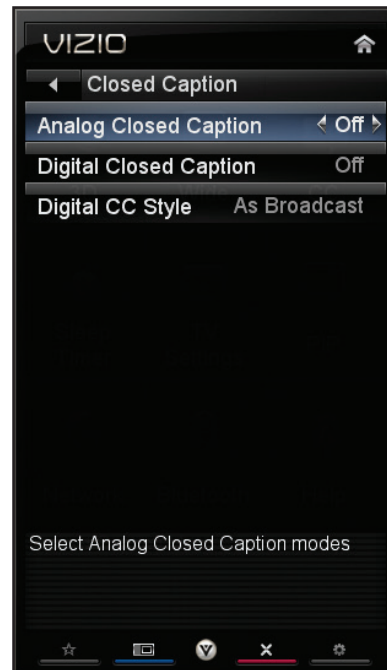 VIZIO
Closed Caption
Analog Closed Caption Off
Digital Closed Caption Off
Digital CC Style As Broadcast
Select Analog Closed Caption modes
V